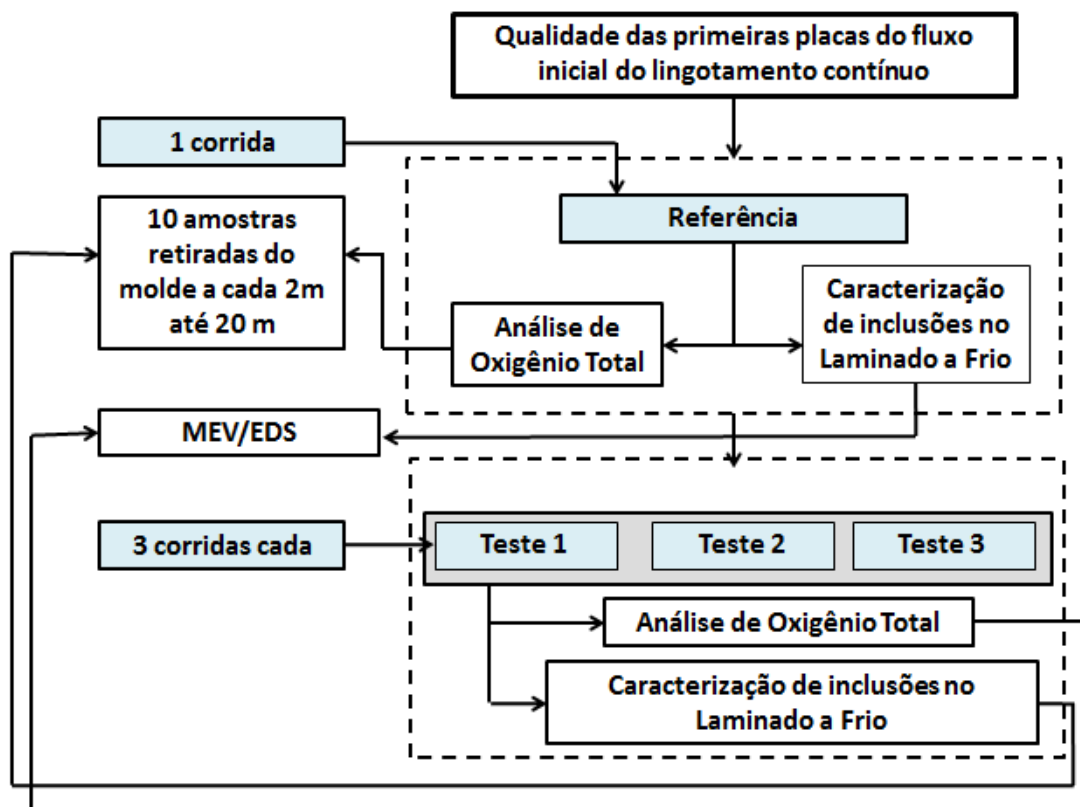 Qualidade das primeiras placas do fluxo
inicial do lingotamento contínuo
1 corrida
10 amostras
retiradas do
molde a cada 2m
até 20 m
Referência
Análise de
Oxigênio Total
Caracterização
de inclusões no
Laminado a Frio
MEV/EDS
3 corridas cada
Teste 1
Teste 2
Teste 3
Análise de Oxigênio Total
Caracterização de inclusões no
Laminado a Frio